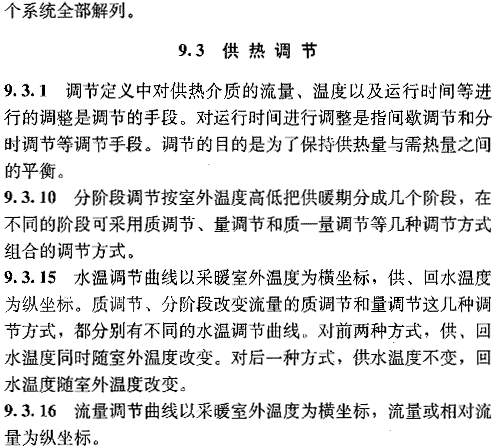 个系统全部解列。
9.3 供热调节
9.3.1 调节定义中对供热介质的流量、温度以及运行时间等进
行的调整是调节的手段。对运行时间进行调整是指间歇调节和分
时调节等调节手段。调节的目的是为了保持供热量与需热量之间
的平衡。
9.3.10 分阶段调节按室外温度高低把供暖期分成几个阶段，在
不同的阶段可采用质调节、量调节和质—量调节等几种调节方式
组合的调节方式。
9.3.15 水温调节曲线以采暖室外温度为横坐标，供、回水温度
为纵坐标。质调节、分阶段改变流量的质调节和量调节这几种调
节方式，都分别有不同的水温调节曲线。对前两种方式，供、回
水温度同时随室外温度改变。对后一种方式，供水温度不变，回
水温度随室外温度改变。
9.3.16 流量调节曲线以采暖室外温度为横坐标，流量或相对流
量为纵坐标。